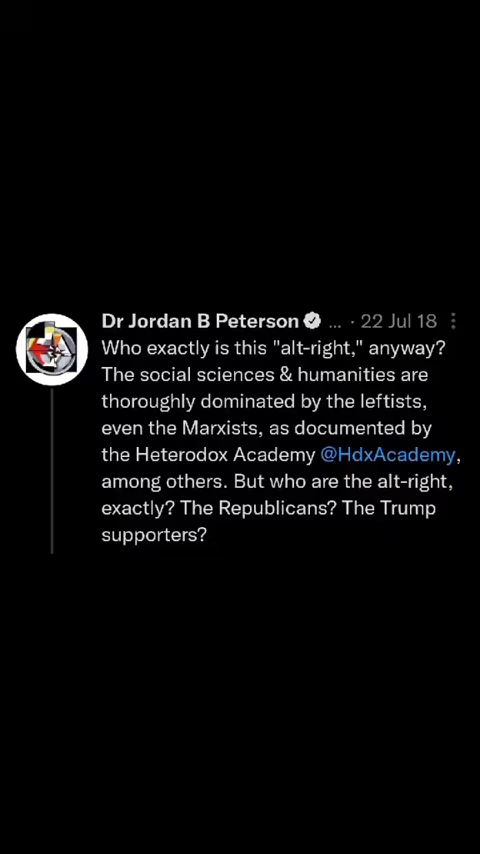 Dr Jordan B Peterson ... · 22 Jul 18
Who exactly is this "alt-right," anyway?
The social sciences & humanities are
thoroughly dominated by the leftists,
even the Marxists, as documented by
the Heterodox Academy @HdxAcademy,
among others. But who are the alt-right,
exactly? The Republicans? The Trump
supporters?